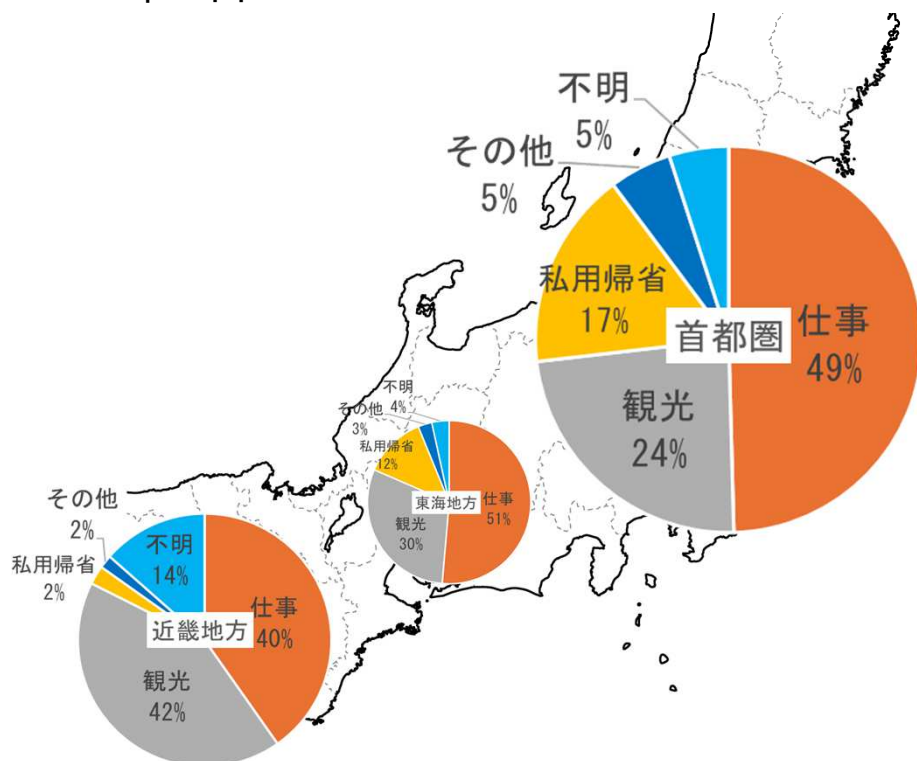 不明
5%
その他
5%
私用帰省
17%
首都圏
仕事
49%
観光
24%
不明
4%
その他
3%
私用帰省
12%
東海地方
仕事
51%
観光
30%
その他
2%
私用帰省
2%
不明
14%
近畿地方
仕事
40%
観光
42%